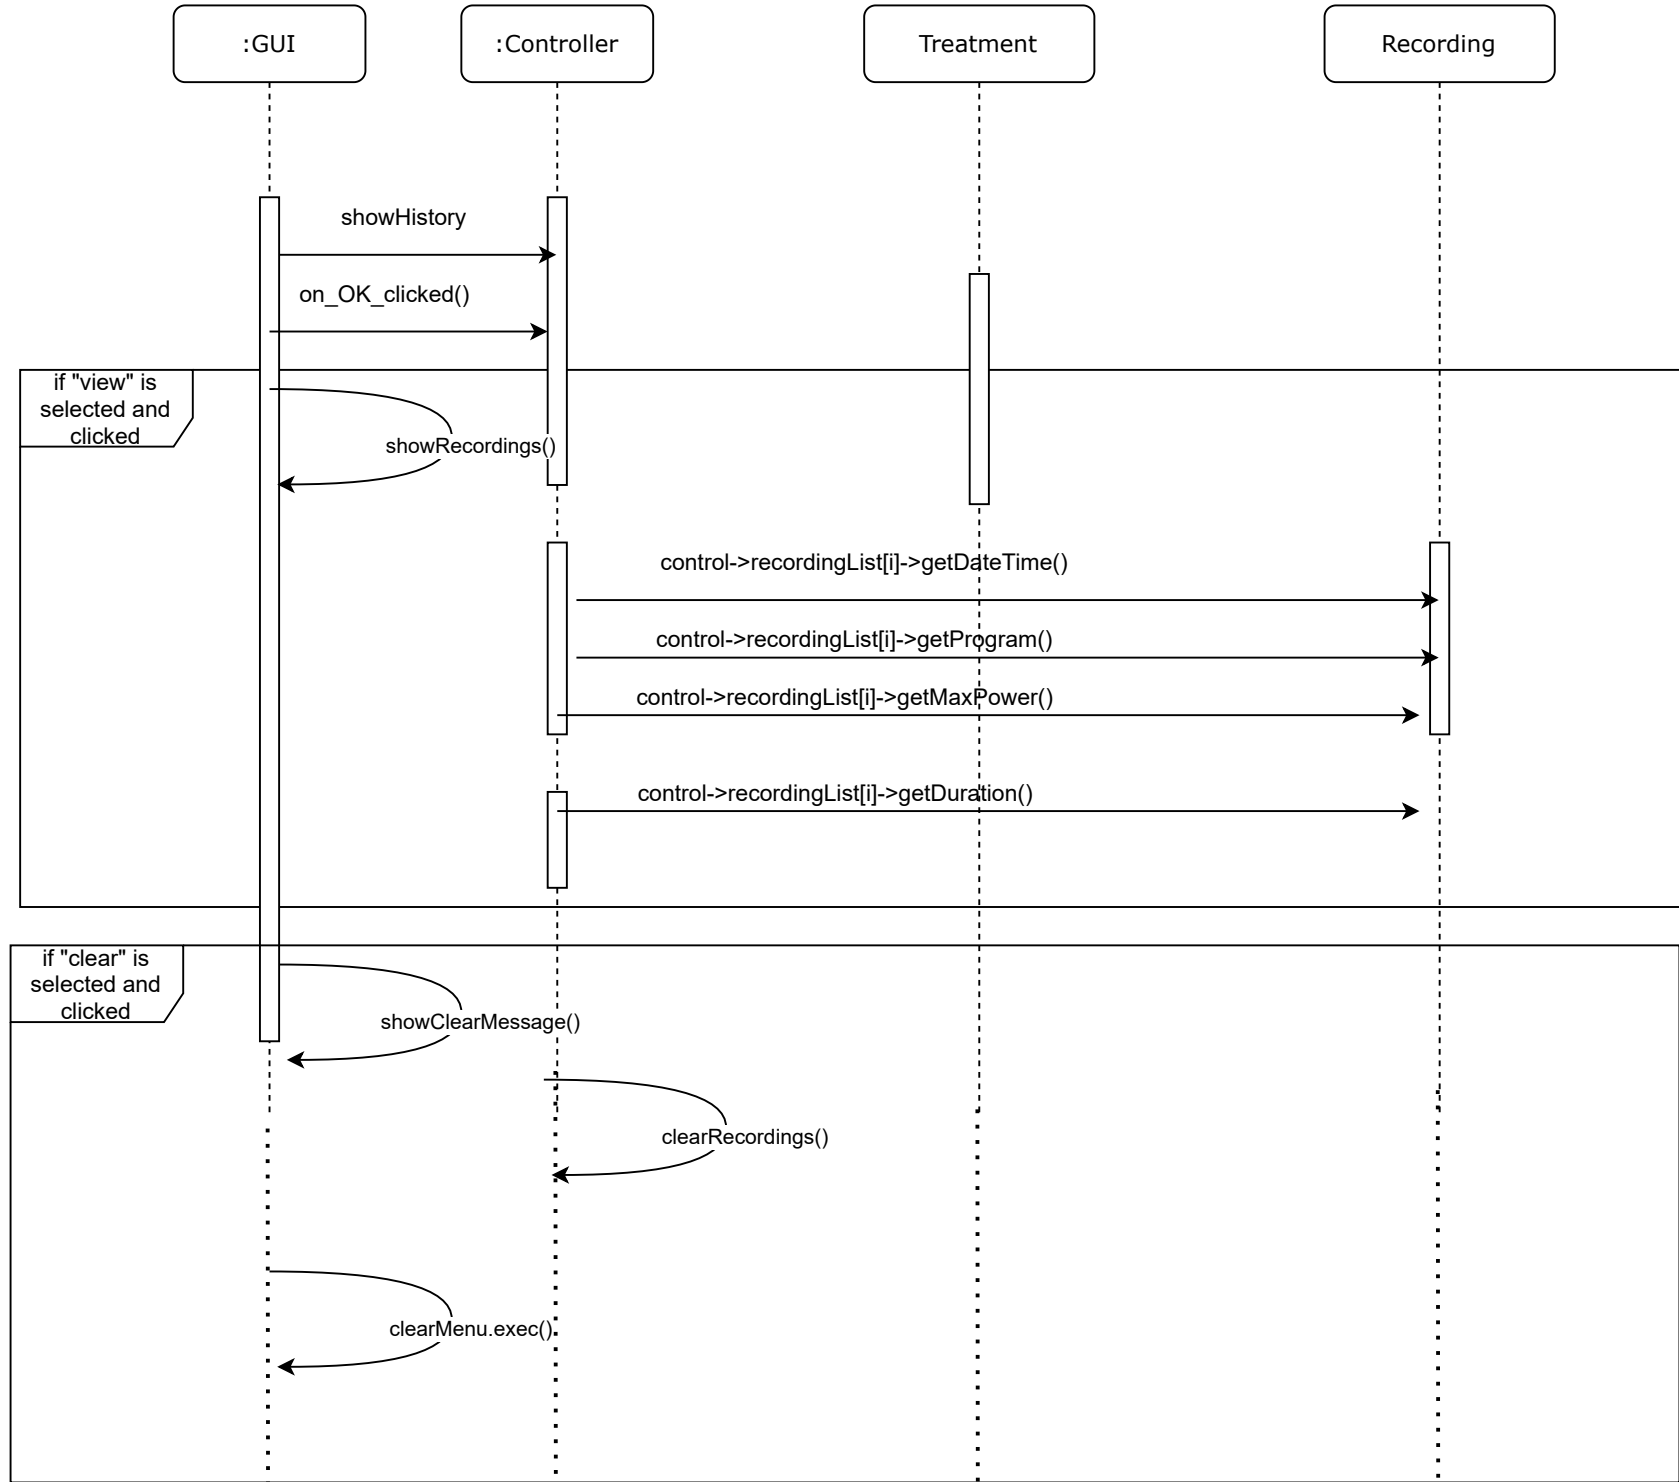 :GUI
:Controller
Treatment
Recording
showHistory
on_OK_clicked()
if "view" is
selected and
clicked
showRecordings()
control->recordingList[i]->getDateTime()
control->recordingList[i]->getProgram()
control->recordingList[i]->getMaxPower()
control->recordingList[i]->getDuration()
if "clear" is
selected and
clicked
showClearMessage()
clearRecordings()
clearMenu.exec()